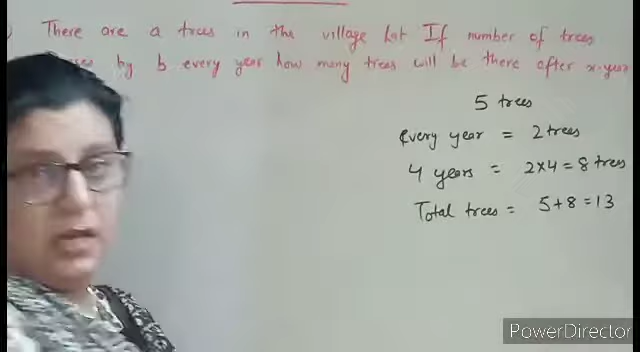 There are a trees in the village Lot If number of trees
by b every year how many trees will be there after x-years
5 trees
every year = 2 trees
4 years = 2×4 = 8 trees
Total trees = 5+8 = 13
PowerDirector